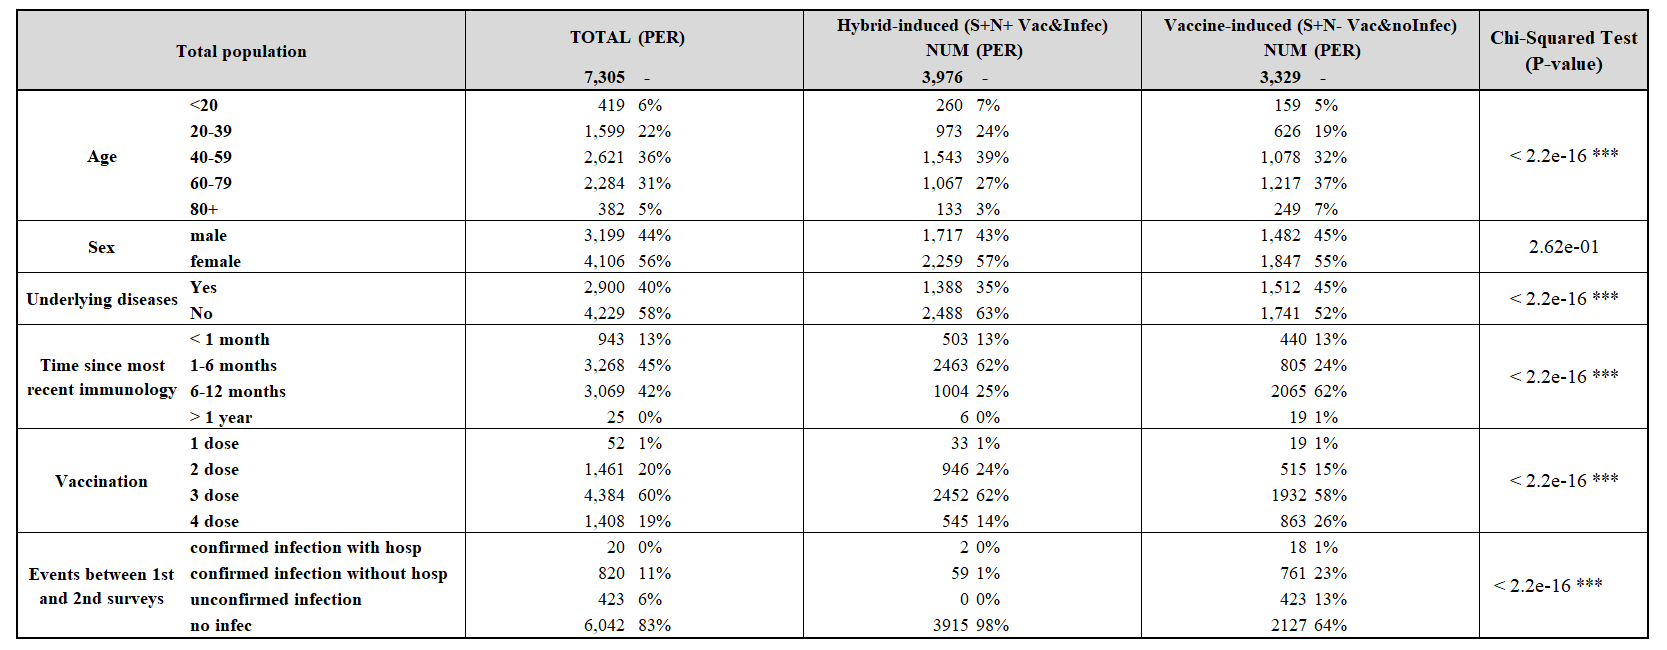 Total population
TOTAL (PER)
7,305 -
Hybrid-induced (S+N+ Vac&Infec)
NUM (PER)
3,976 -
Vaccine-induced (S+N- Vac&noInfec)
NUM (PER)
3,329 -
Chi-Squared Test
(P-value)
Age
<20 419 6% 260 7% 159 5%
20-39 1,599 22% 973 24% 626 19%
40-59 2,621 36% 1,543 39% 1,078 32%
60-79 2,284 31% 1,067 27% 1,217 37%
80+ 382 5% 133 3% 249 7%
< 2.2e-16 ***
Sex
male 3,199 44% 1,717 43% 1,482 45%
female 4,106 56% 2,259 57% 1,847 55%
2.62e-01
Underlying diseases
Yes 2,900 40% 1,388 35% 1,512 45%
No 4,229 58% 2,488 63% 1,741 52%
< 2.2e-16 ***
Time since most
recent immunology
< 1 month 943 13% 503 13% 440 13%
1-6 months 3,268 45% 2463 62% 805 24%
6-12 months 3,069 42% 1004 25% 2065 62%
> 1 year 25 0% 6 0% 19 1%
< 2.2e-16 ***
Vaccination
1 dose 52 1% 33 1% 19 1%
2 dose 1,461 20% 946 24% 515 15%
3 dose 4,384 60% 2452 62% 1932 58%
4 dose 1,408 19% 545 14% 863 26%
< 2.2e-16 ***
Events between 1st
and 2nd surveys
confirmed infection with hosp 20 0% 2 0% 18 1%
confirmed infection without hosp 820 11% 59 1% 761 23%
unconfirmed infection 423 6% 0 0% 423 13%
no infec 6,042 83% 3915 98% 2127 64%
< 2.2e-16 ***